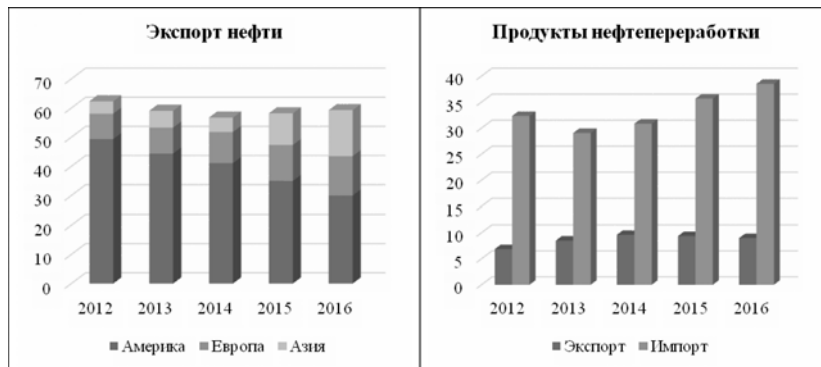 Экспорт нефти
70
60
50
40
30
20
10
0
2012 2013 2014 2015 2016
Америка Европа Азия
Продукты нефтепереработки
40
35
30
25
20
15
10
5
0
2012 2013 2014 2015 2016
Экспорт Импорт